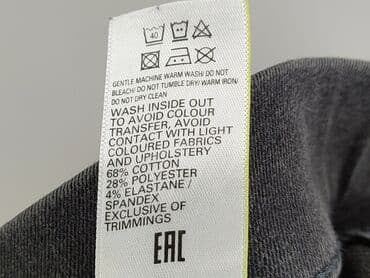 40
GENTLE MACHINE WARM WASH/ DO NOT
BLEACH/ DO NOT TUMBLE DRY/ WARM IRON/
DO NOT DRY CLEAN
WASH INSIDE OUT
TO AVOID COLOUR
TRANSFER, AVOID
CONTACT WITH LIGHT
COLOURED FABRICS
AND UPHOLSTERY
68% COTTON
28% POLYESTER
4% ELASTANE/
SPANDEX
EXCLUSIVE OF
TRIMMINGS
EAC